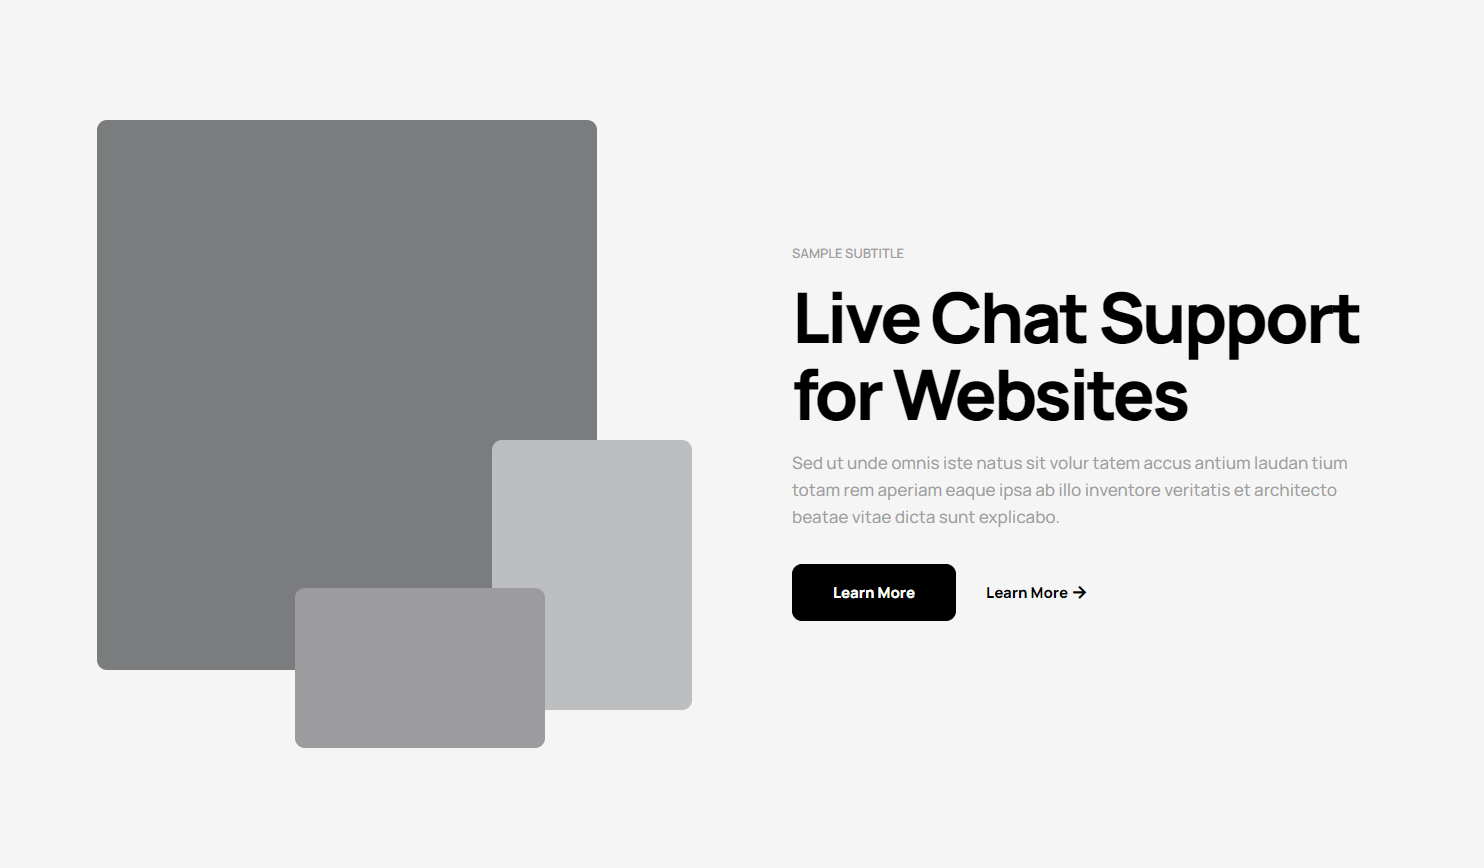 SAMPLE SUBTITLE
Live Chat Support
for Websites
Sed ut unde omnis iste natus sit volur tatem accus antium laudan tium
totam rem aperiam eaque ipsa ab illo inventore veritatis et architecto
beatae vitae dicta sunt explicabo.
Learn More
Learn More →